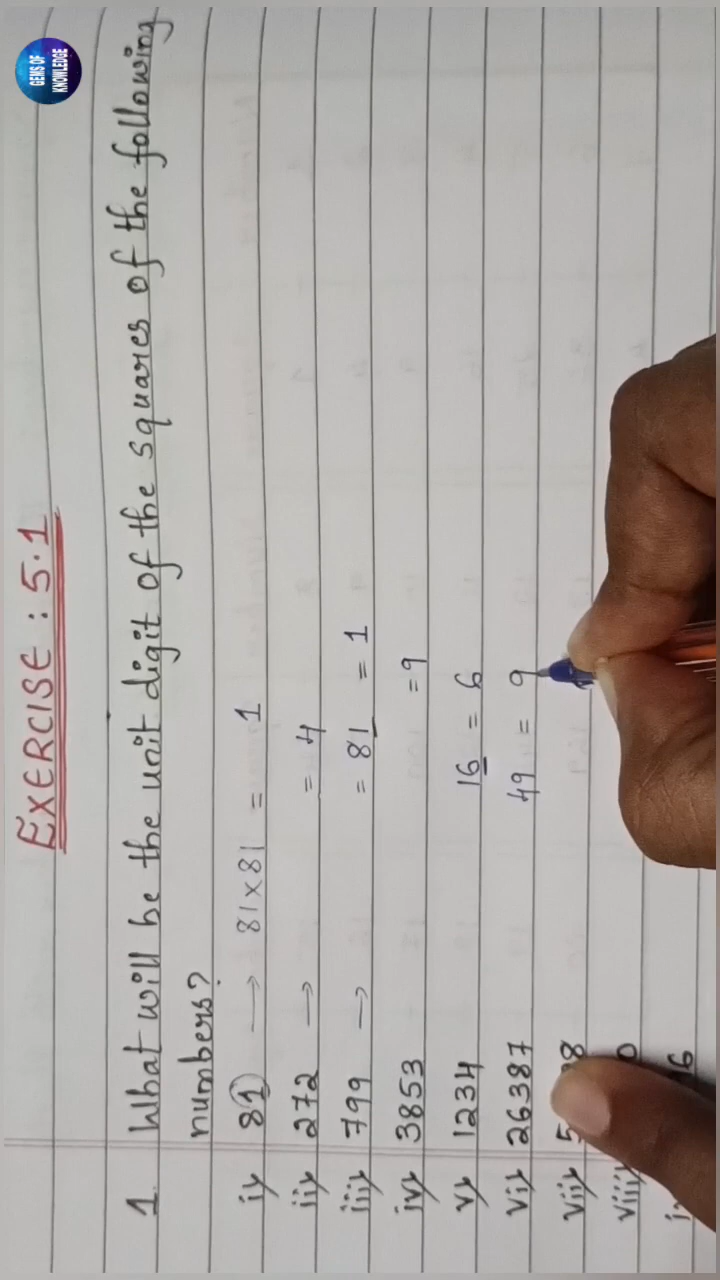 GEMS OF
KNOWLEDGE
EXERCISE : 5.1
1. What will be the unit digit of the squares of the following
numbers?
i) 81 → 81×81 = 1
ii) 272 → = 4
iii) 799 → = 81 = 1
iv) 3853 = 9
v) 1234 16 = 6
vi) 26387 49 = 9
vii)
viii)